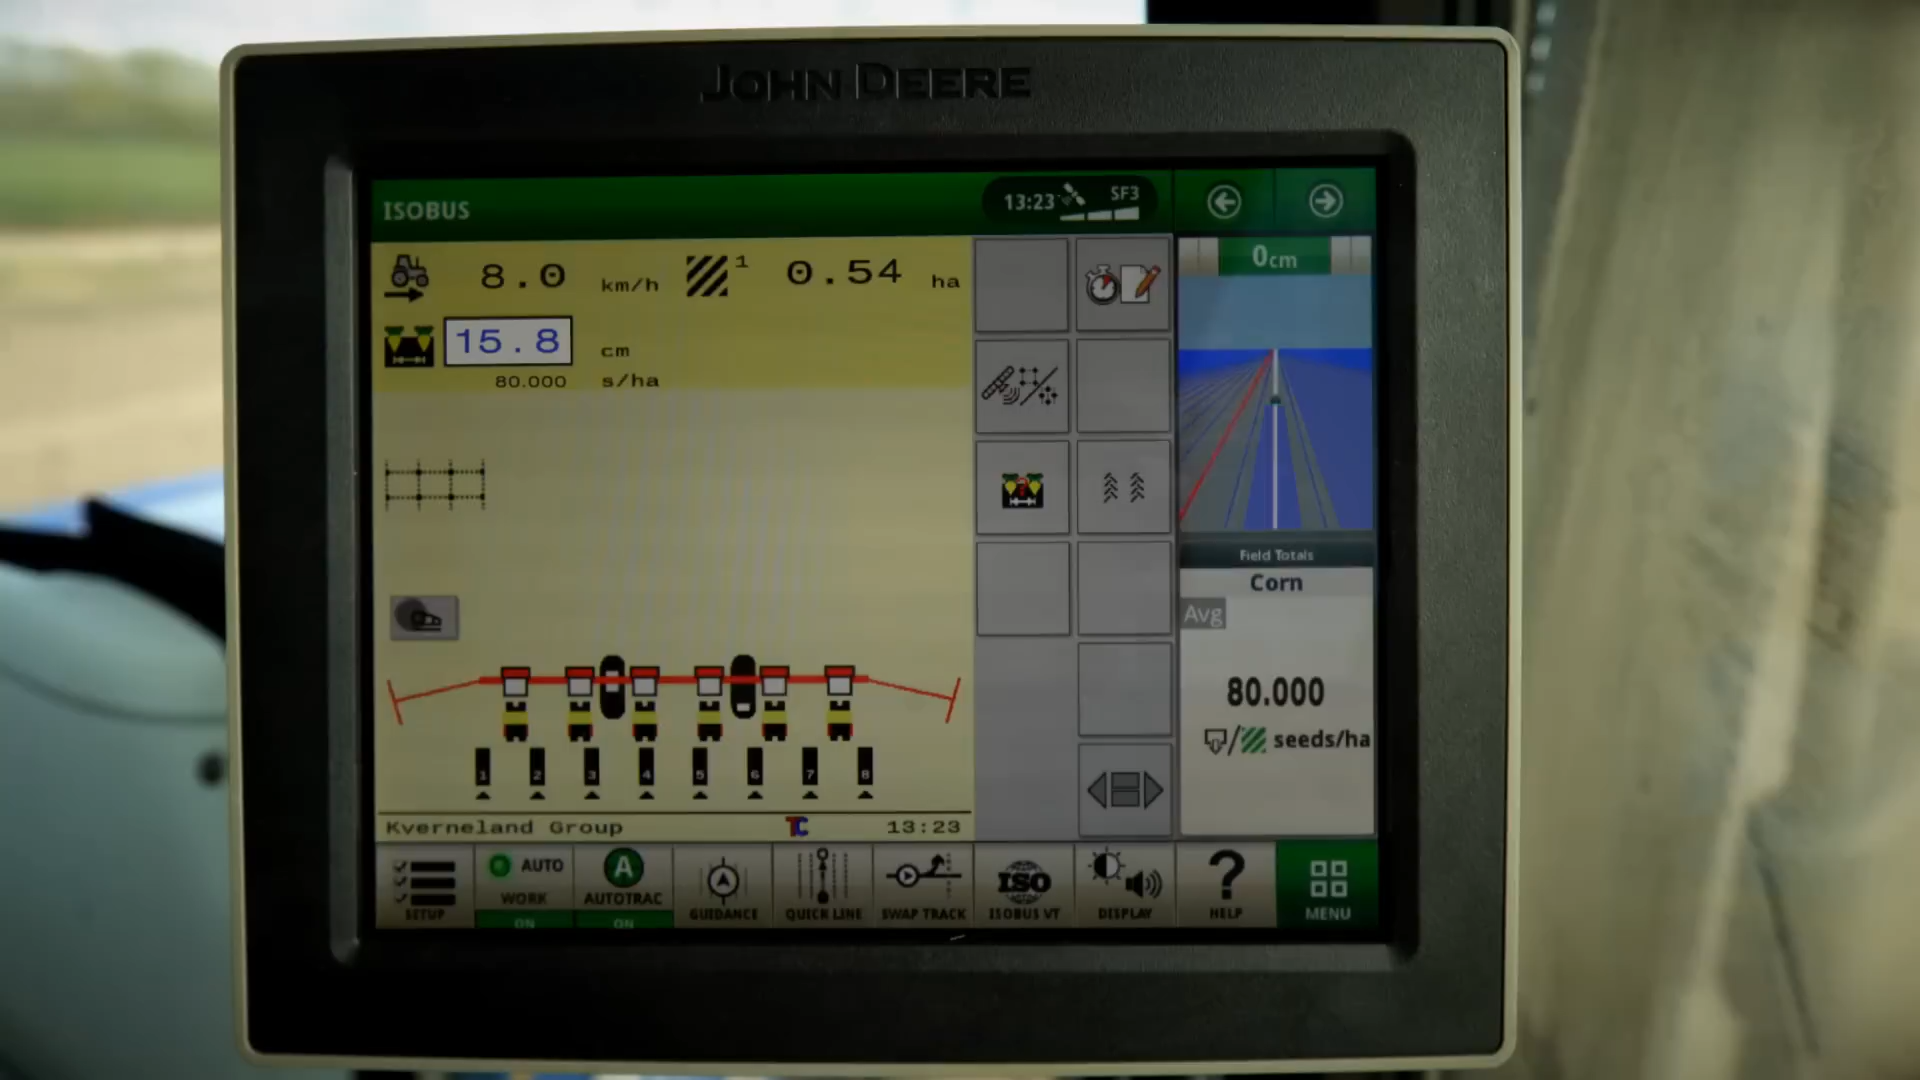 JOHN DEERE
ISOBUS
13:23 SF3
8.0 km/h 1 0.54 ha
0cm
15.8 cm
80.000 s/ha
Field Totals
Corn
Avg
80.000
seeds/ha
1 2 3 4 5 6 7 8
Kverneland Group TC 13:23
SETUP
AUTO
WORK
ON
A
AUTOTRAC
ON
GUIDANCE
QUICK LINE
SWAP TRACK
ISO
ISOBUS VT
DISPLAY
?
HELP
MENU